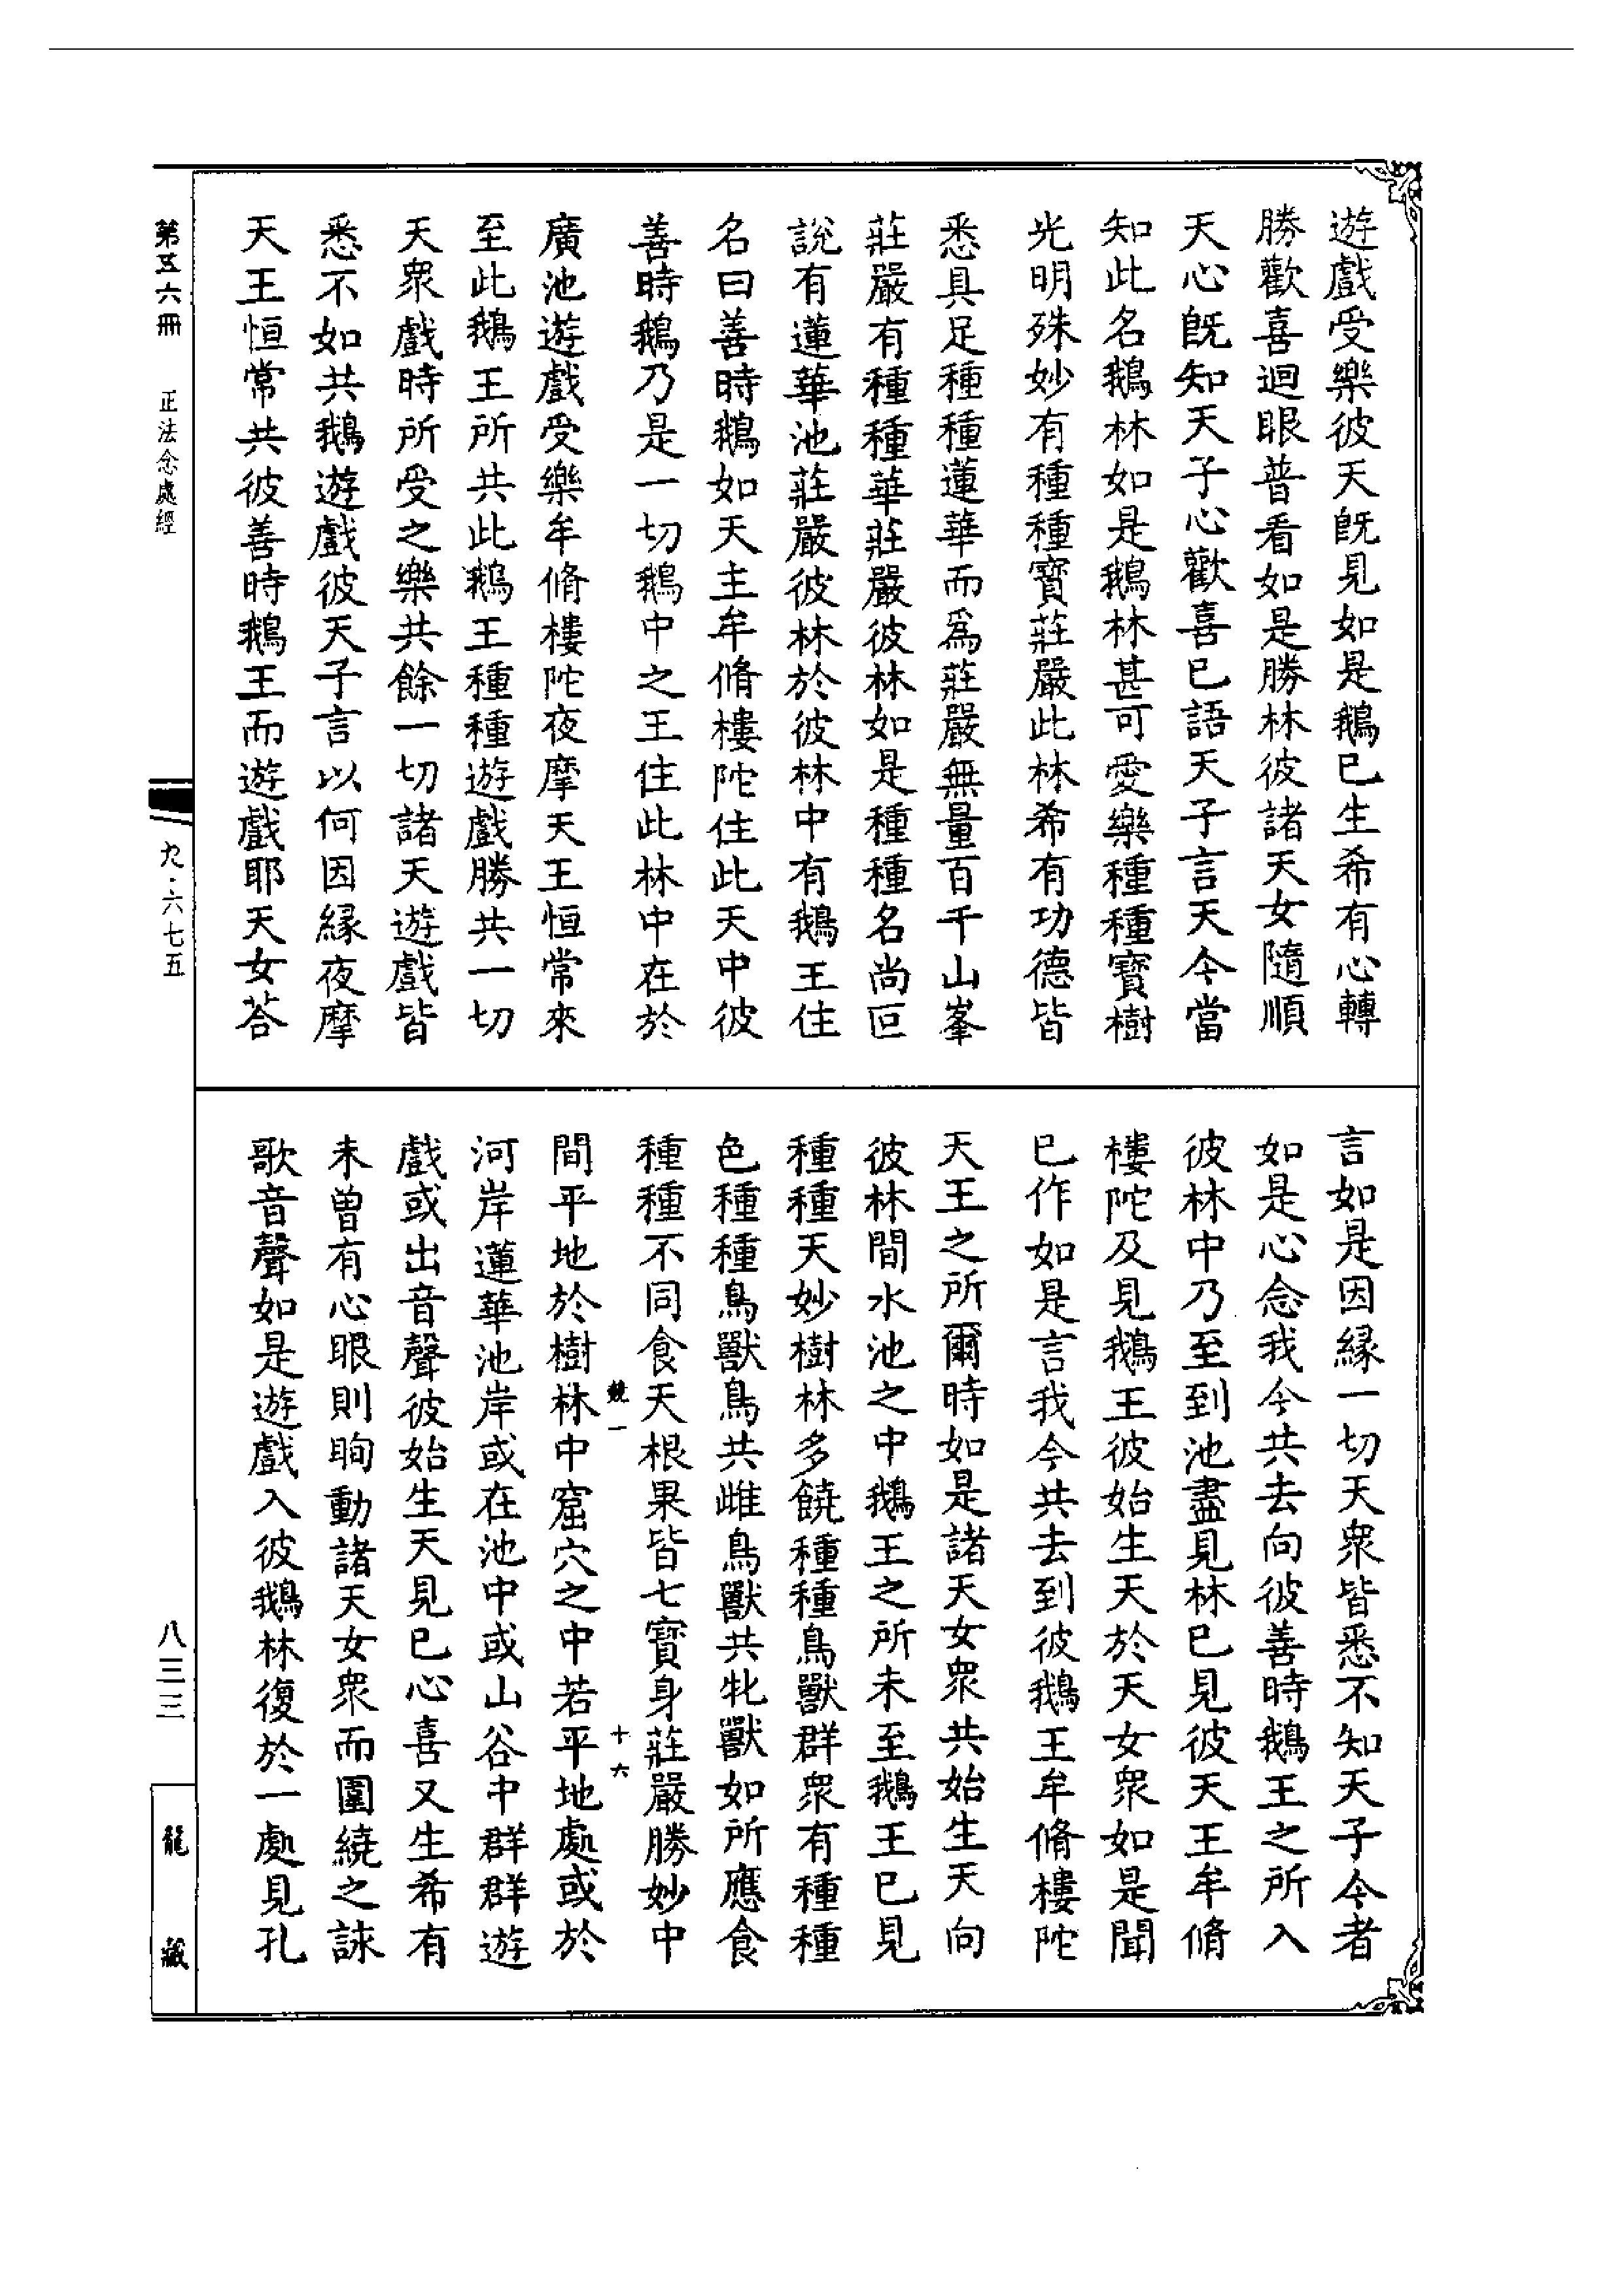 遊戲受樂彼天旣見如是鵝已生希有心轉
勝歡喜迴眼普看如是勝林彼諸天女隨順
天心旣知天子心歡喜已語天子言天今當
知此名鵝林如是鵝林甚可愛樂種種寶樹
光明殊妙有種種寶莊嚴此林希有功德皆
悉具足種種蓮華而爲莊嚴無量百千山峯
莊嚴有種種華莊嚴彼林如是種種名尚叵
說有蓮華池莊嚴彼林於彼林中有鵝王住
名曰善時鵝如天主牟脩樓陀住此天中彼
善時鵝乃是一切鵝中之王住此林中在於
廣池遊戲受樂牟脩樓陀夜摩天王恒常來
至此鵝王所共此鵝王種種遊戲勝共一切
天衆戲時所受之樂共餘一切諸天遊戲皆
悉不如共鵝遊戲彼天子言以何因緣夜摩
天王恒常共彼善時鵝王而遊戲耶天女荅
言如是因緣一切天衆皆悉不知天子今者
如是心念我今共去向彼善時鵝王之所入
彼林中乃至到池盡見林已見彼天王牟脩
樓陀及見鵝王彼始生天於天女衆如是聞
已作如是言我今共去到彼鵝王牟脩樓陀
天王之所爾時如是諸天女衆共始生天向
彼林間水池之中鵝王之所未至鵝王已見
種種天妙樹林多饒種種鳥獸群衆有種種
色種種鳥獸鳥共雌鳥獸共牝獸如所應食
種種不同食天根果皆七寶身莊嚴勝妙中
競一
十六
間平地於樹林中窟穴之中若平地處或於
河岸蓮華池岸或在池中或山谷中群群遊
戲或出音聲彼始生天見已心喜又生希有
未曾有心眼則眴動諸天女衆而圍繞之詠
歌音聲如是遊戲入彼鵝林復於一處見孔
第五六冊
正法念處經
九·六七五
八三三
龍藏